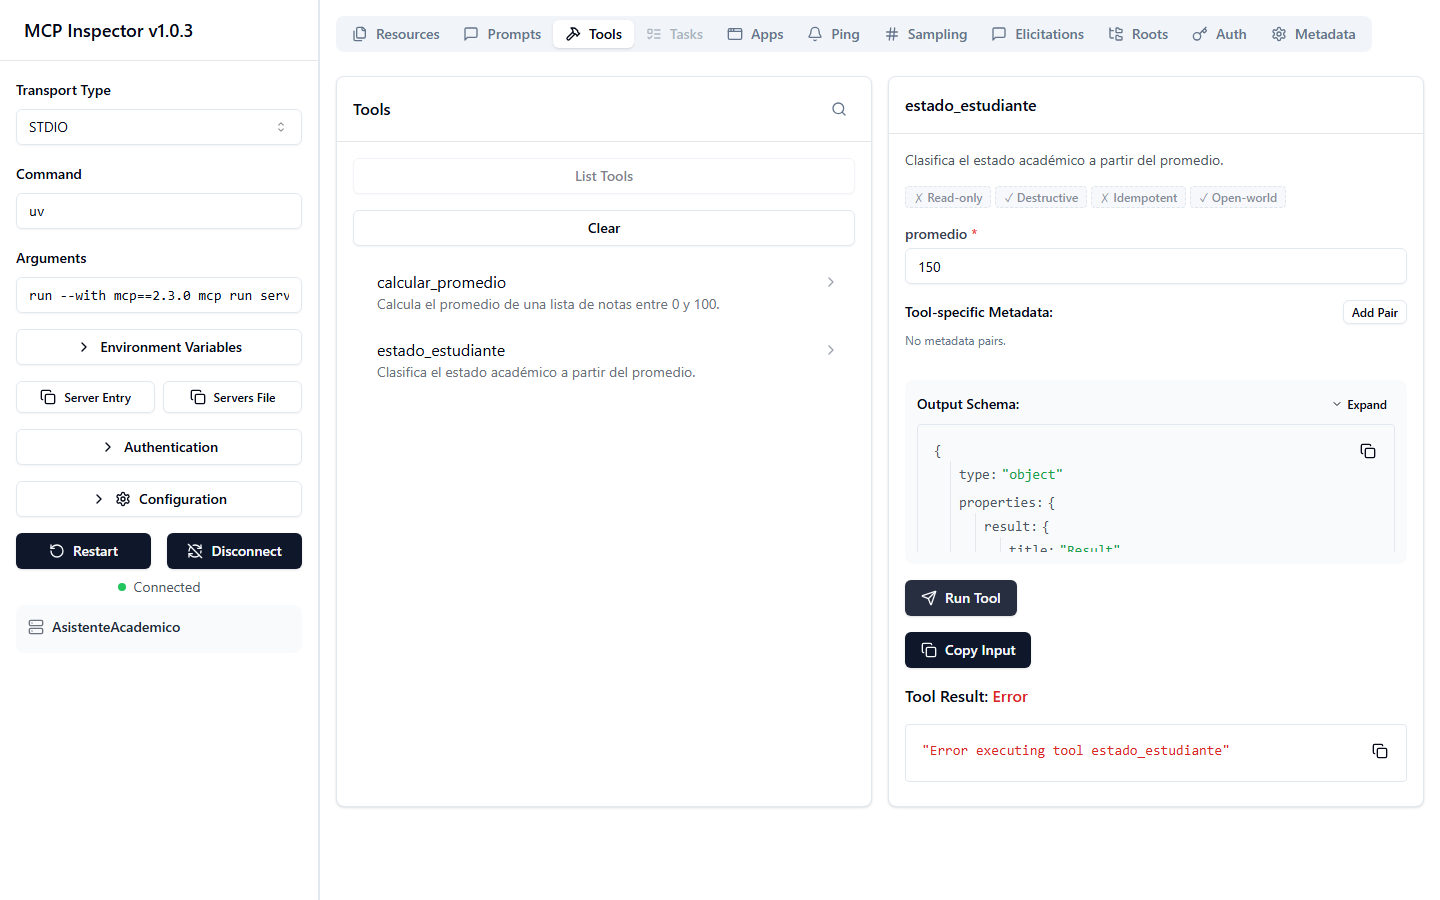 MCP Inspector v1.0.3
Transport Type
STDIO
Command
uv
Arguments
run --with mcp==2.3.0 mcp run serv
Environment Variables
Server Entry
Servers File
Authentication
Configuration
Restart
Disconnect
Connected
AsistenteAcademico
Resources
Prompts
Tools
Tasks
Apps
Ping
Sampling
Elicitations
Roots
Auth
Metadata
Tools
List Tools
Clear
calcular_promedio
Calcula el promedio de una lista de notas entre 0 y 100.
estado_estudiante
Clasifica el estado académico a partir del promedio.
estado_estudiante
Clasifica el estado académico a partir del promedio.
✗ Read-only
✓ Destructive
✗ Idempotent
✓ Open-world
promedio *
150
Tool-specific Metadata:
Add Pair
No metadata pairs.
Output Schema:
Expand
{
type: "object"
properties: {
result: {
title: "Result"
Run Tool
Copy Input
Tool Result: Error
"Error executing tool estado_estudiante"